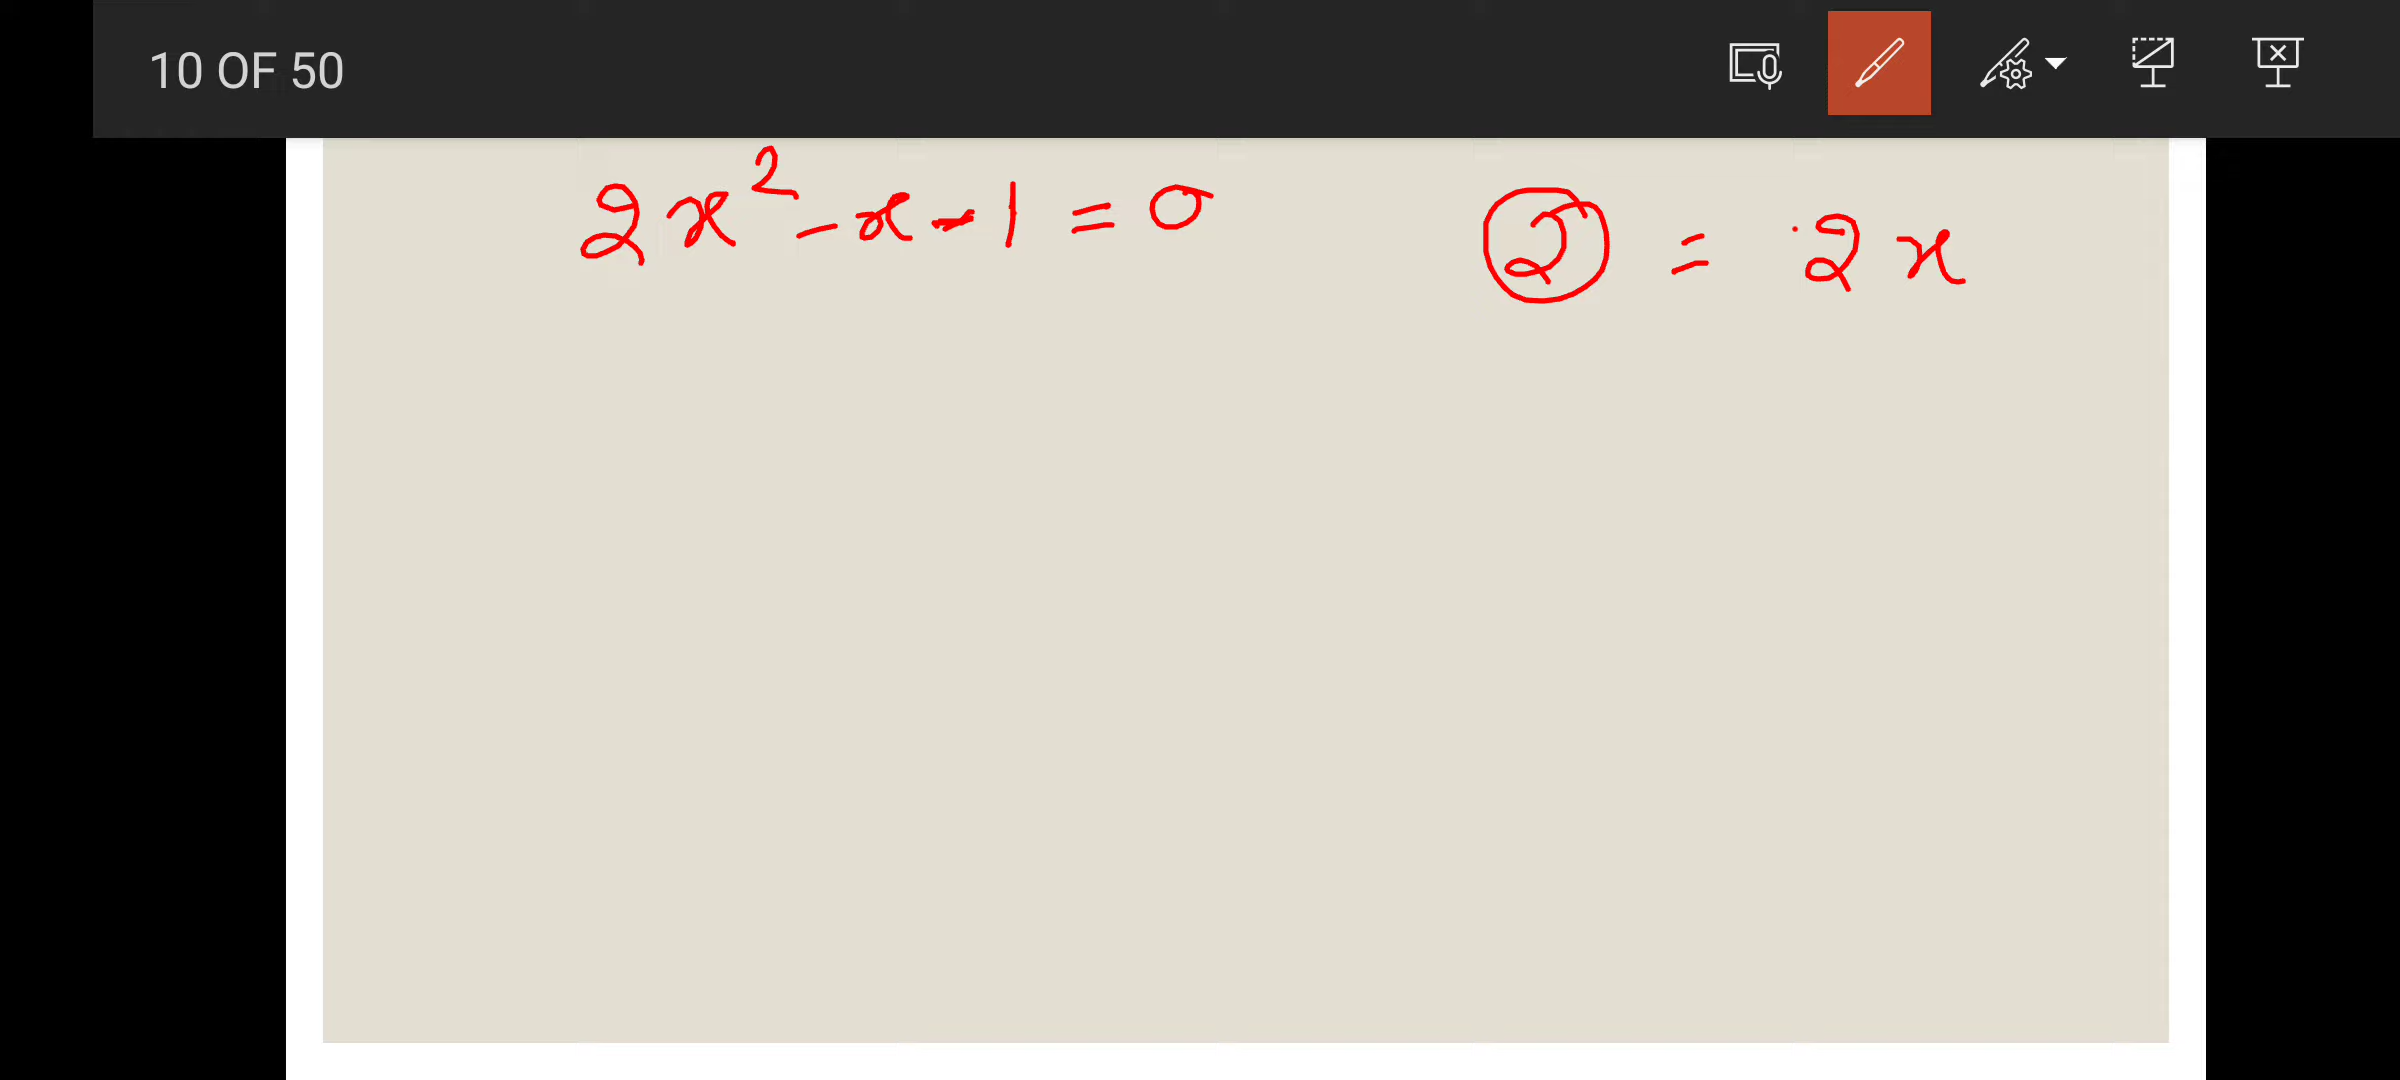 10 OF 50
2x² - x - 1 = 0
2 = 2x